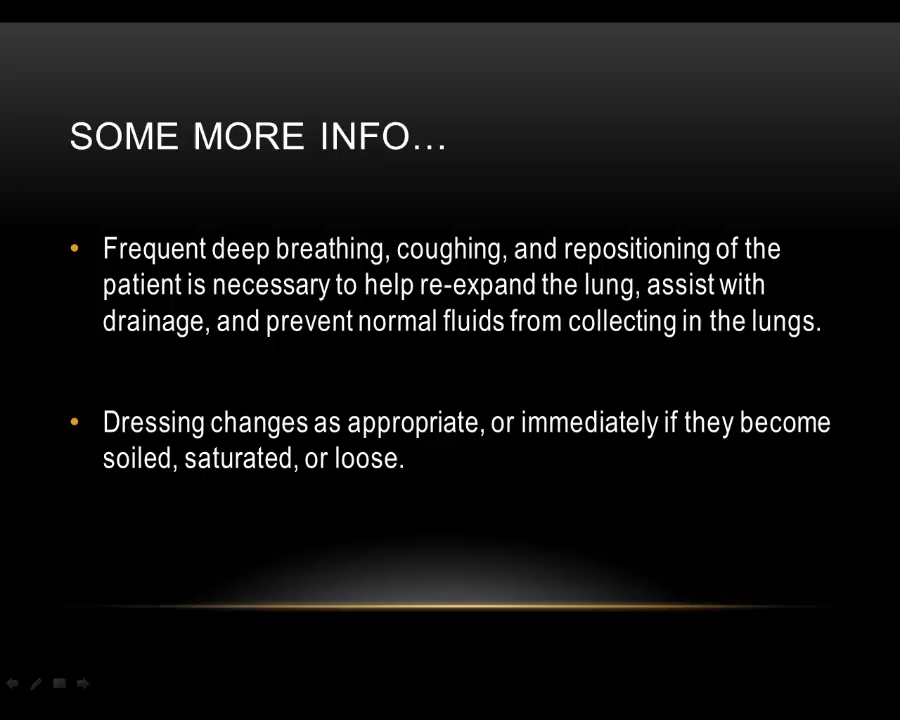 SOME MORE INFO…
• Frequent deep breathing, coughing, and repositioning of the
patient is necessary to help re-expand the lung, assist with
drainage, and prevent normal fluids from collecting in the lungs.
• Dressing changes as appropriate, or immediately if they become
soiled, saturated, or loose.